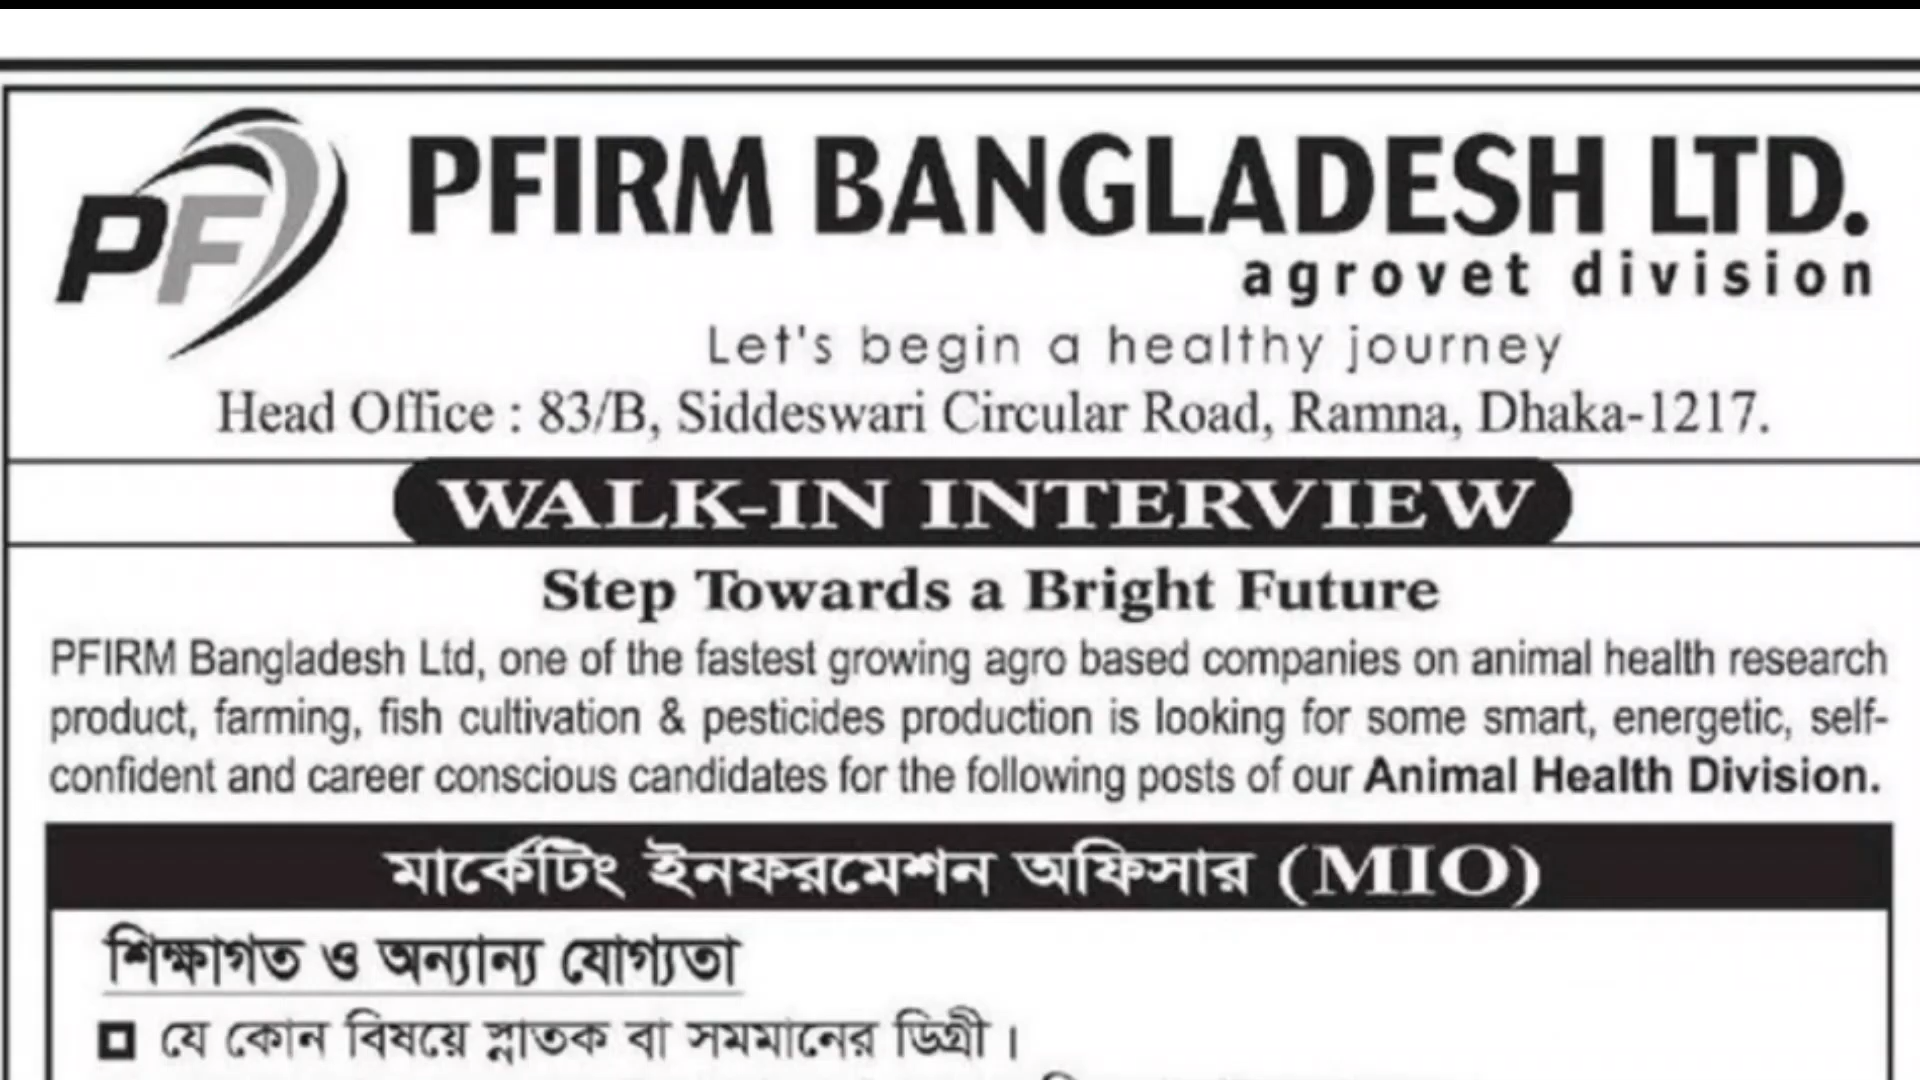 PF
PFIRM BANGLADESH LTD.
agrovet division
Let's begin a healthy journey
Head Office : 83/B, Siddeswari Circular Road, Ramna, Dhaka-1217.
WALK-IN INTERVIEW
Step Towards a Bright Future
PFIRM Bangladesh Ltd, one of the fastest growing agro based companies on animal health research
product, farming, fish cultivation & pesticides production is looking for some smart, energetic, self-
confident and career conscious candidates for the following posts of our Animal Health Division.
মার্কেটিং ইনফরমেশন অফিসার (MIO)
শিক্ষাগত ও অন্যান্য যোগ্যতা
যে কোন বিষয়ে স্নাতক বা সমমানের ডিগ্রী।